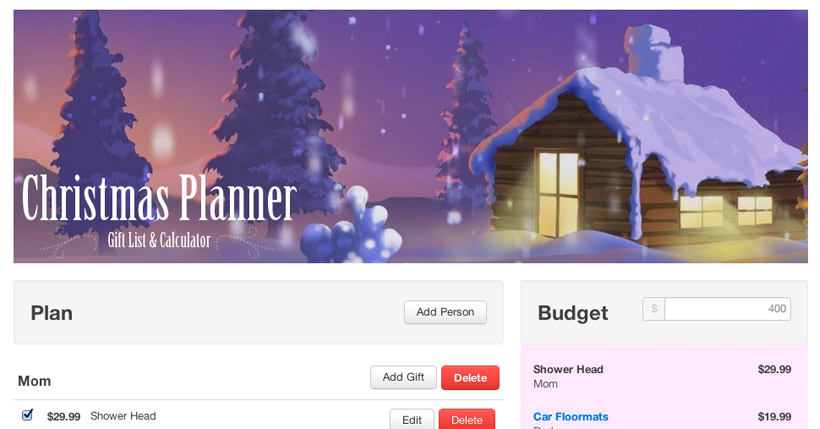 Christmas Planner
Gift List & Calculator
Plan
Add Person
Mom
Add Gift
Delete
$29.99 Shower Head
Edit
Delete
Budget
$ 400
Shower Head $29.99
Mom
Car Floormats $19.99